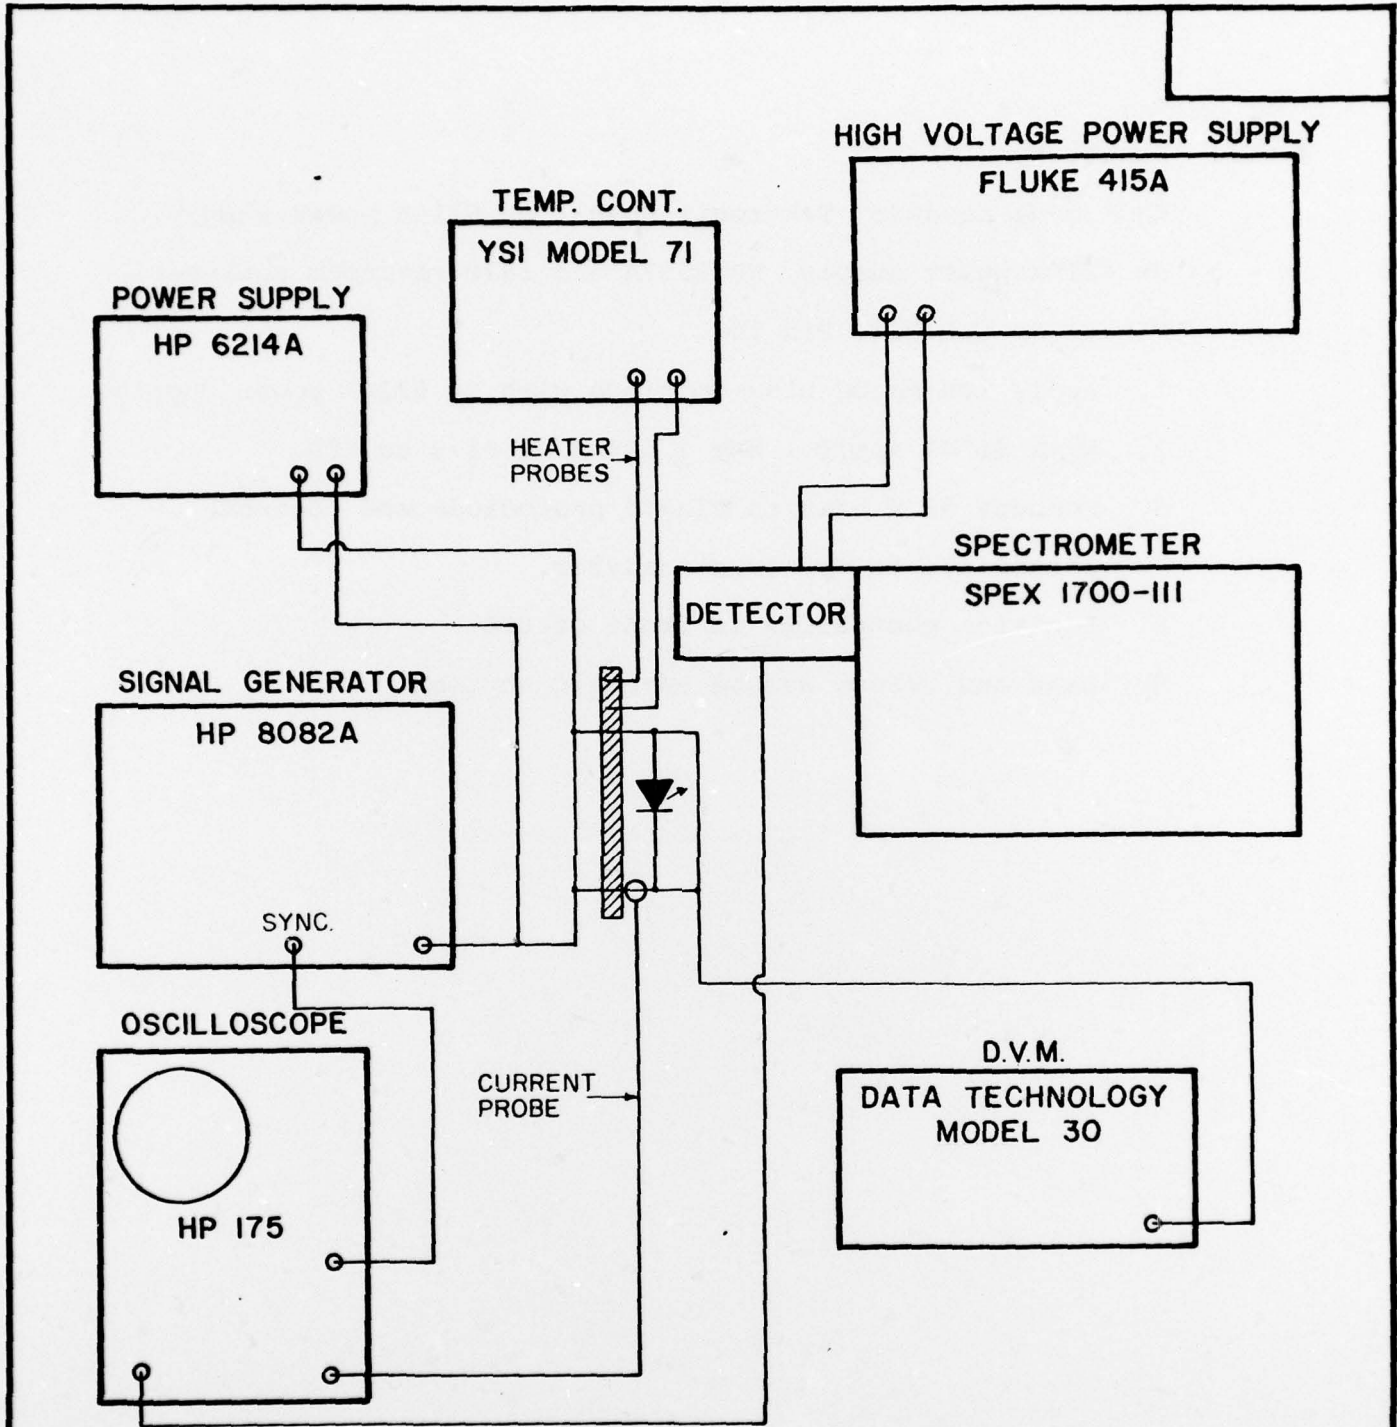 HIGH VOLTAGE POWER SUPPLY
FLUKE 415A
TEMP. CONT.
YSI MODEL 71
POWER SUPPLY
HP 6214A
HEATER
PROBES
SPECTROMETER
SPEX 1700-III
DETECTOR
SIGNAL GENERATOR
HP 8082A
SYNC.
OSCILLOSCOPE
HP 175
CURRENT
PROBE
D.V.M.
DATA TECHNOLOGY
MODEL 30